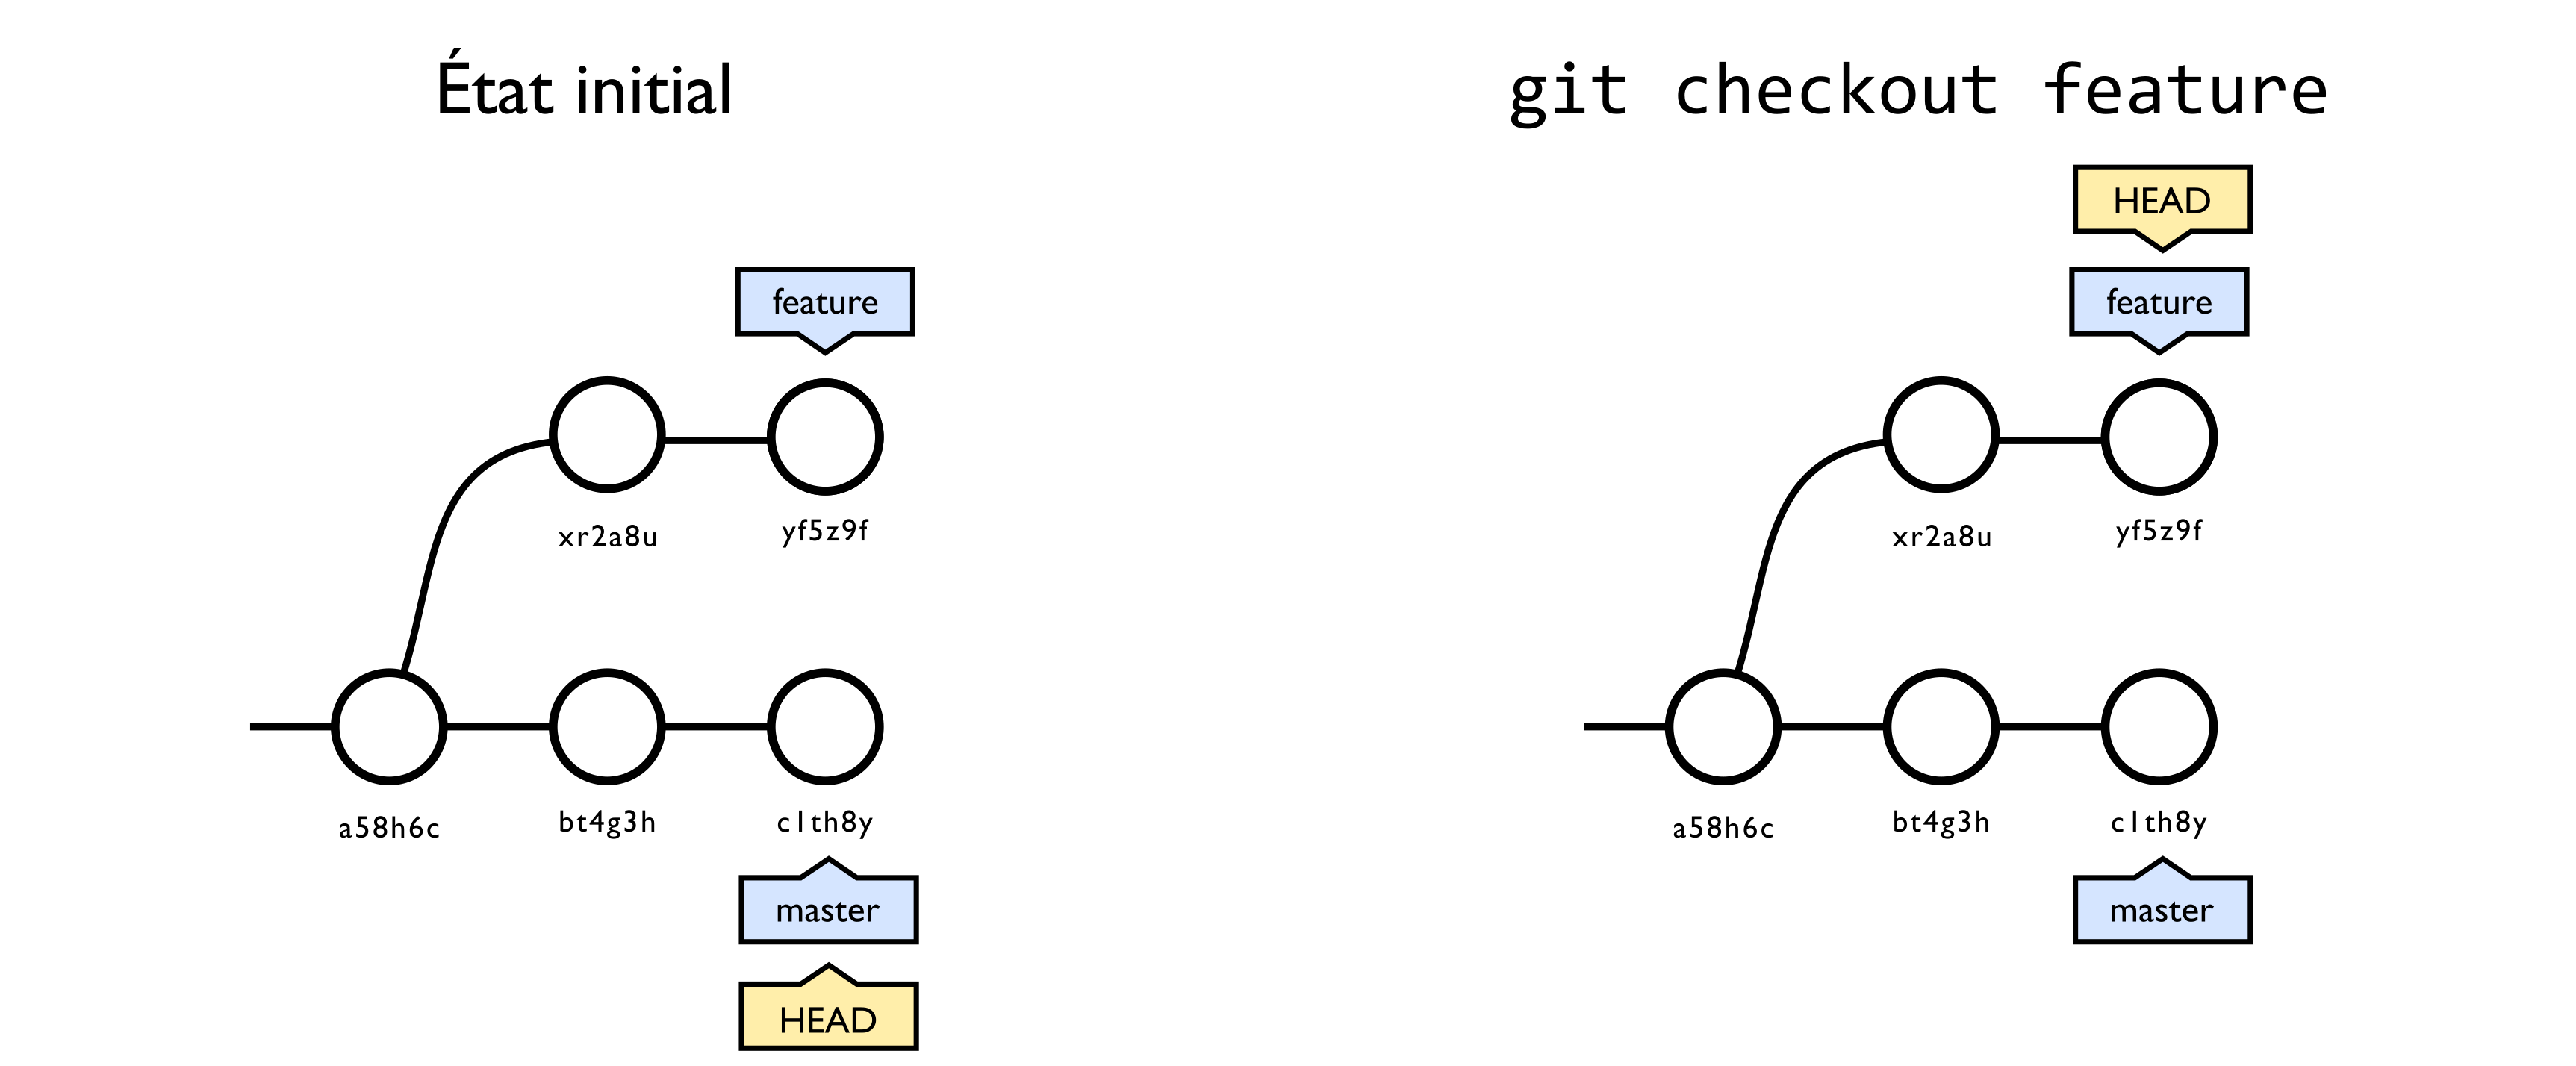 État initial
feature
xr2a8u
yf5z9f
a58h6c
bt4g3h
c1th8y
master
HEAD
git checkout feature
HEAD
feature
xr2a8u
yf5z9f
a58h6c
bt4g3h
c1th8y
master